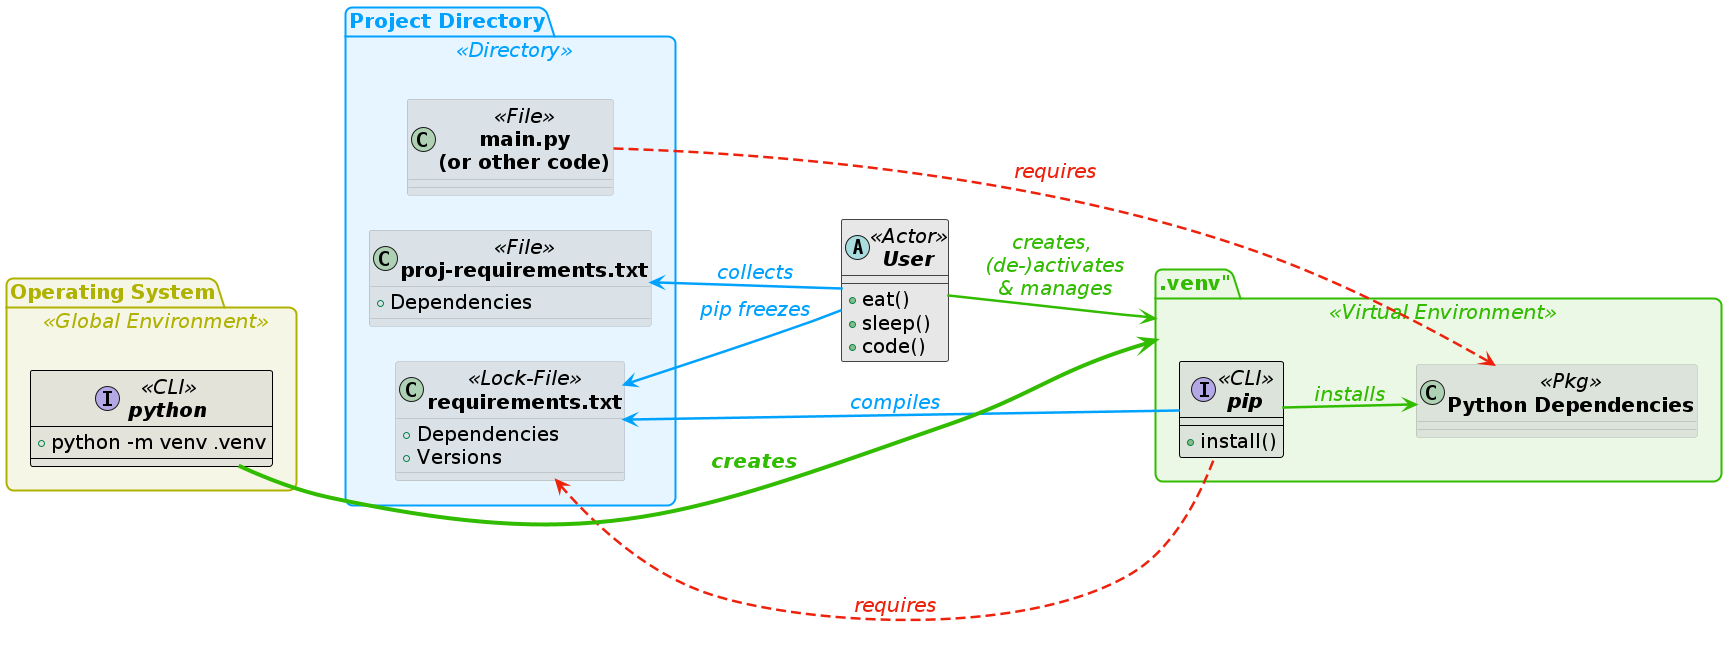 Project Directory
«Directory»
«File»
C
main.py
(or other code)
requires
«File»
C
proj-requirements.txt
Dependencies
collects
pip freezes
«Actor»
A
User
eat()
sleep()
code()
creates,
(de-)activates
& manages
Operating System
«Global Environment»
«CLI»
I
python
python -m venv .venv
«Lock-File»
C
requirements.txt
Dependencies
Versions
compiles
creates
.venv"
«Virtual Environment»
«CLI»
I
pip
install()
installs
«Pkg»
C
Python Dependencies
requires